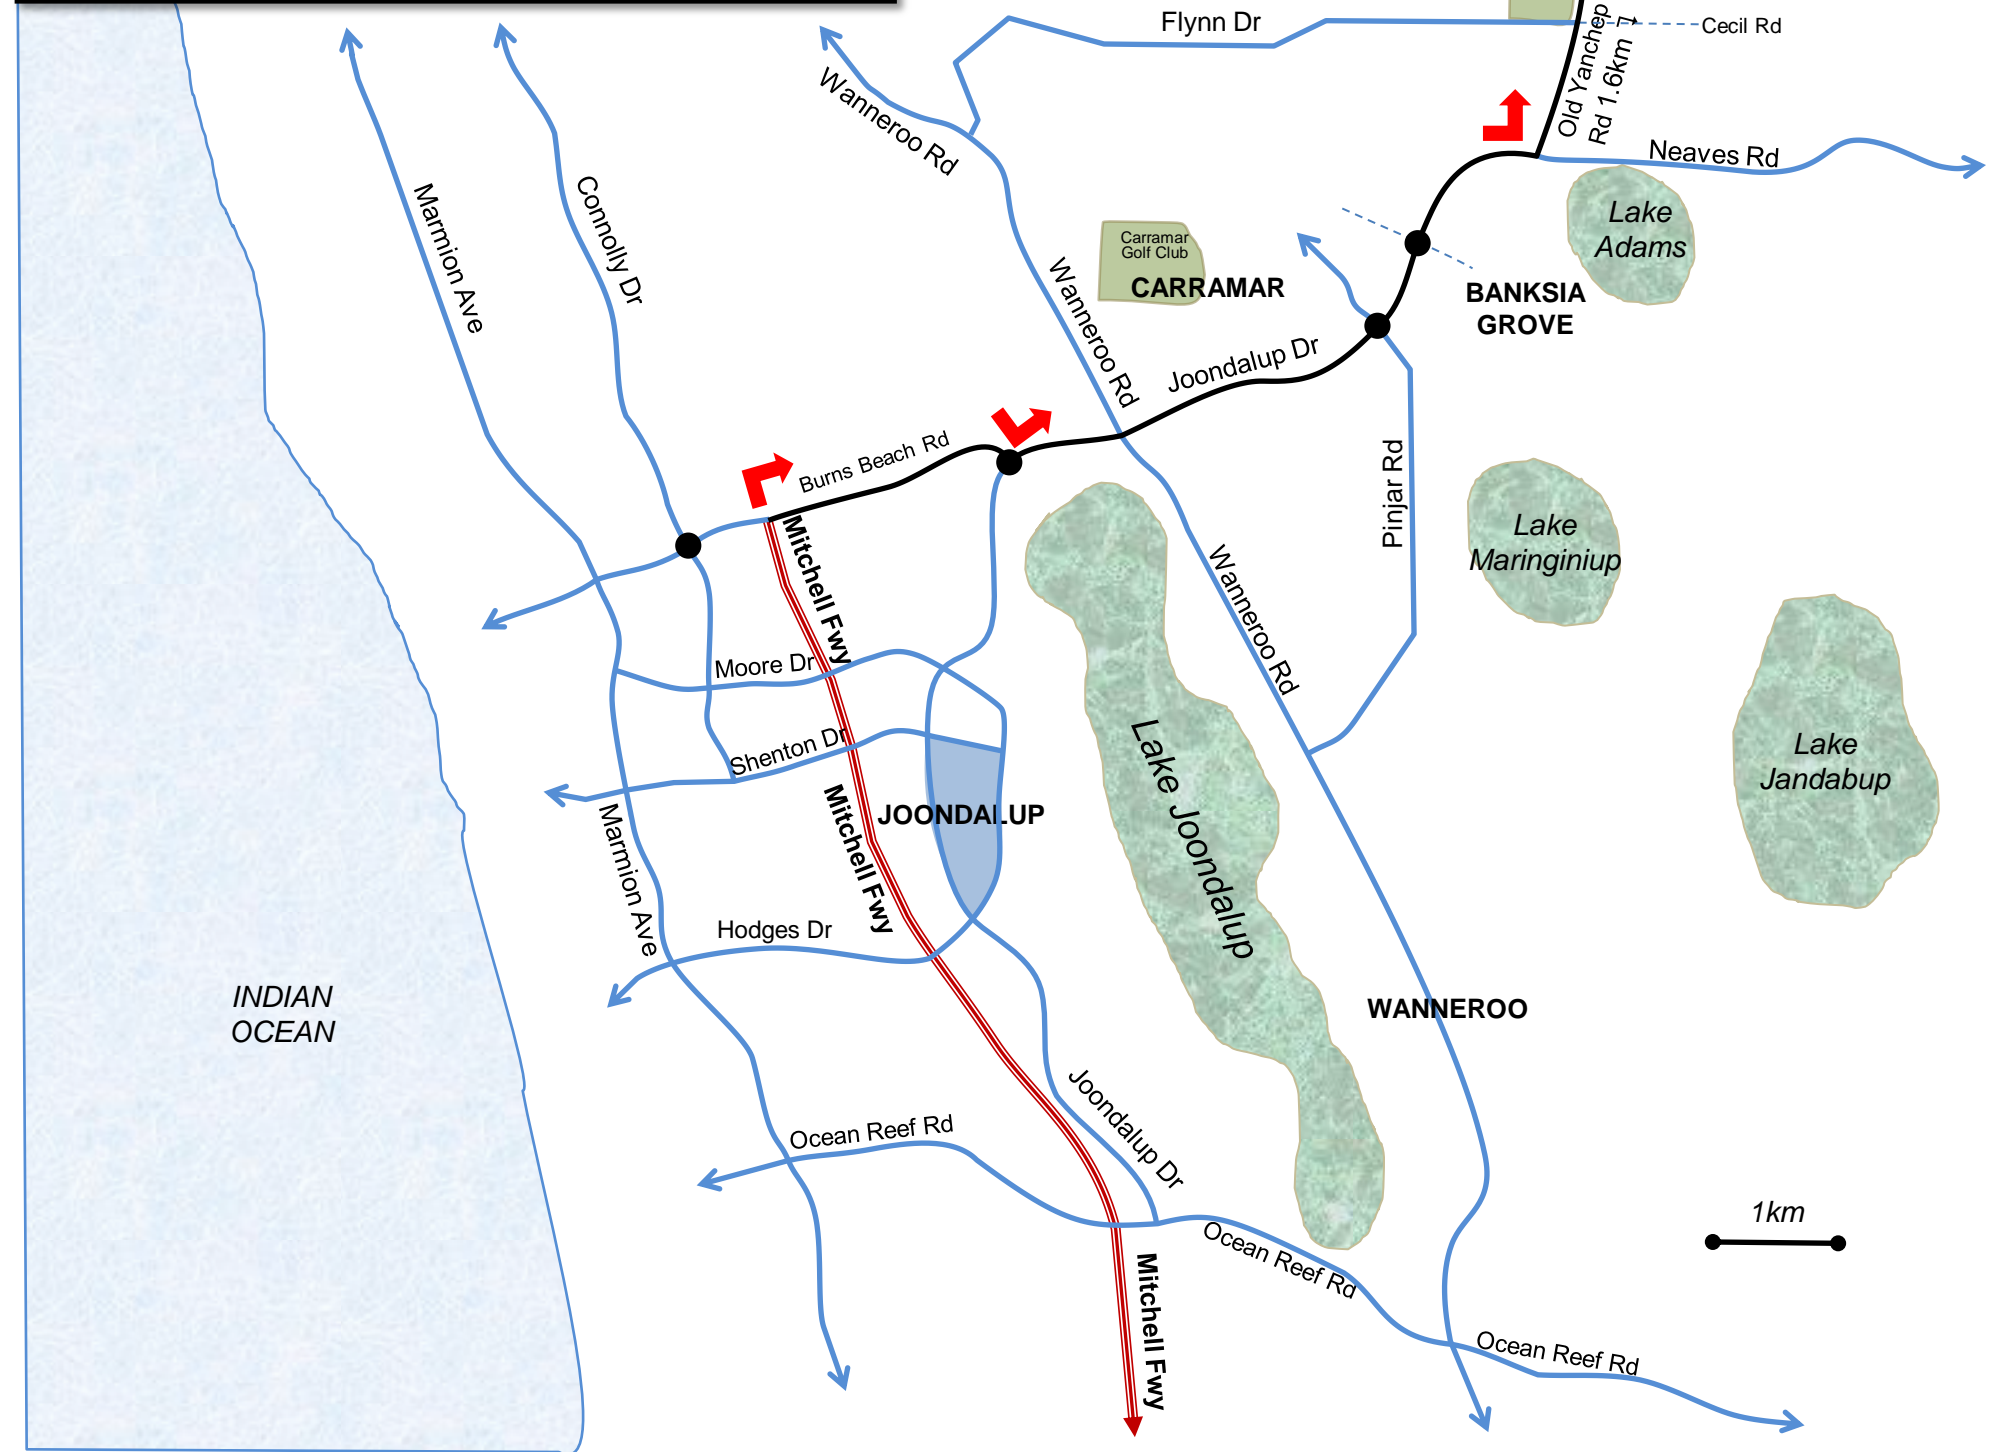 Flynn Dr
Cecil Rd
Old Yanchep
Rd 1.6km
Wanneroo Rd
Neaves Rd
Marmion Ave
Connolly Dr
Lake
Adams
Carramar
Golf Club
CARRAMAR
BANKSIA
GROVE
Wanneroo Rd
Joondalup Dr
Burns Beach Rd
Pinjar Rd
Lake
Maringiniup
Mitchell Fwy
Wanneroo Rd
Moore Dr
Shenton Dr
Lake
Jandabup
Lake Joondalup
Mitchell Fwy
JOONDALUP
Marmion Ave
Hodges Dr
INDIAN
OCEAN
WANNEROO
Joondalup Dr
Ocean Reef Rd
1km
Ocean Reef Rd
Mitchell Fwy
Ocean Reef Rd